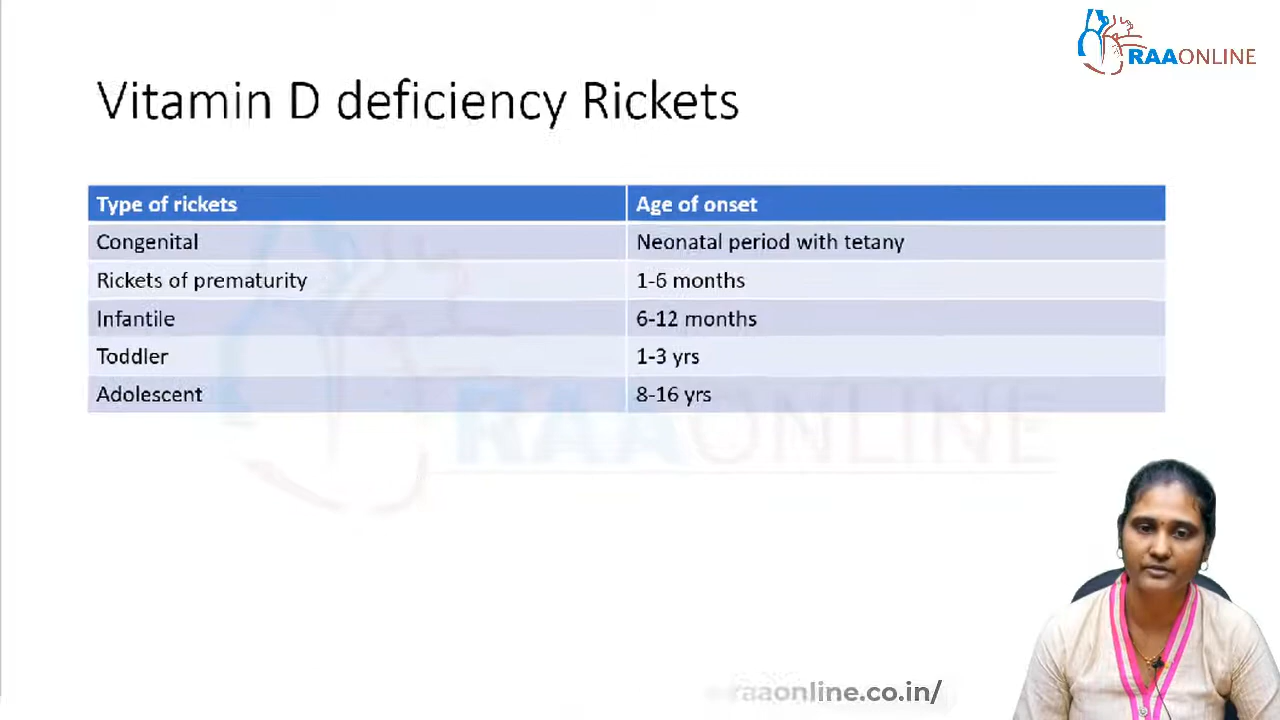 RAAONLINE
Vitamin D deficiency Rickets
Type of rickets Age of onset
Congenital Neonatal period with tetany
Rickets of prematurity 1-6 months
Infantile 6-12 months
Toddler 1-3 yrs
Adolescent 8-16 yrs
RAAONLINE
raaonline.co.in/